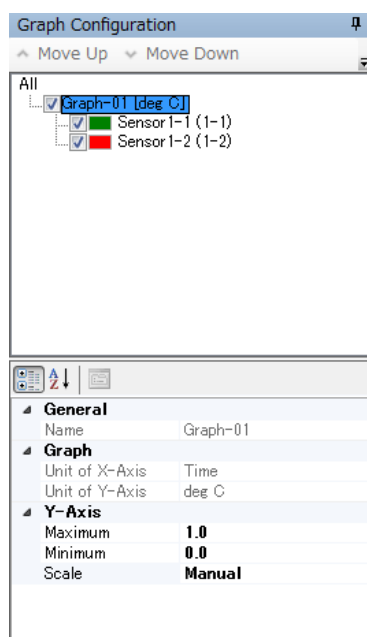 Graph Configuration
Move Up Move Down
All
Graph-01 [deg C]
Sensor1-1 (1-1)
Sensor1-2 (1-2)
General
Name Graph-01
Graph
Unit of X-Axis Time
Unit of Y-Axis deg C
Y-Axis
Maximum 1.0
Minimum 0.0
Scale Manual